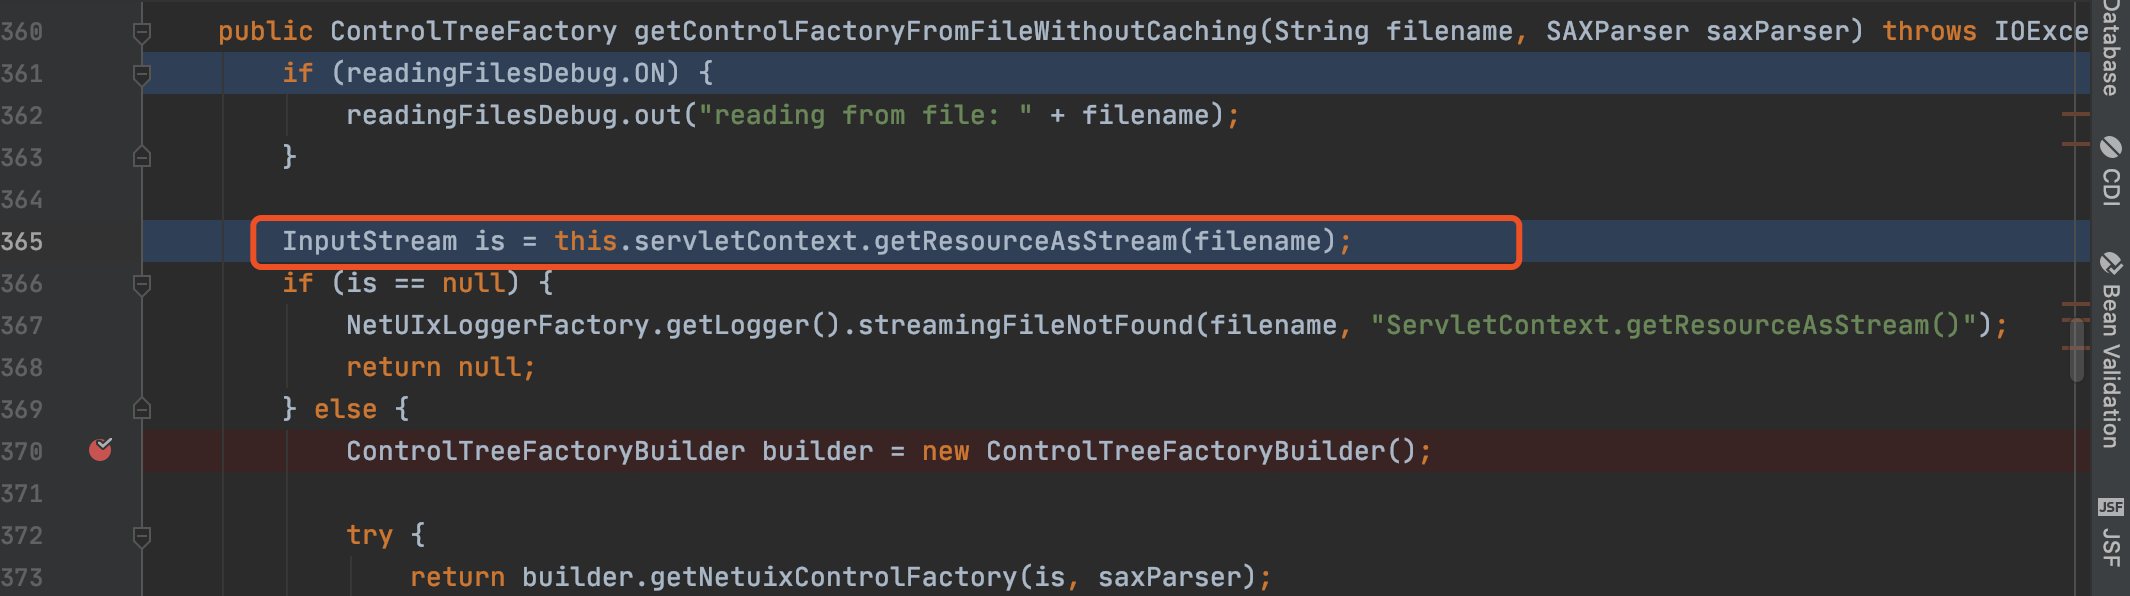 360 public ControlTreeFactory getControlFactoryFromFileWithoutCaching(String filename, SAXParser saxParser) throws IOExce
361 if (readingFilesDebug.ON) {
362 readingFilesDebug.out("reading from file: " + filename);
363 }
364
365 InputStream is = this.servletContext.getResourceAsStream(filename);
366 if (is == null) {
367 NetUIxLoggerFactory.getLogger().streamingFileNotFound(filename, "ServletContext.getResourceAsStream()");
368 return null;
369 } else {
370 ControlTreeFactoryBuilder builder = new ControlTreeFactoryBuilder();
371
372 try {
373 return builder.getNetuixControlFactory(is, saxParser);
Database
CDI
Bean Validation
JSF
JSF